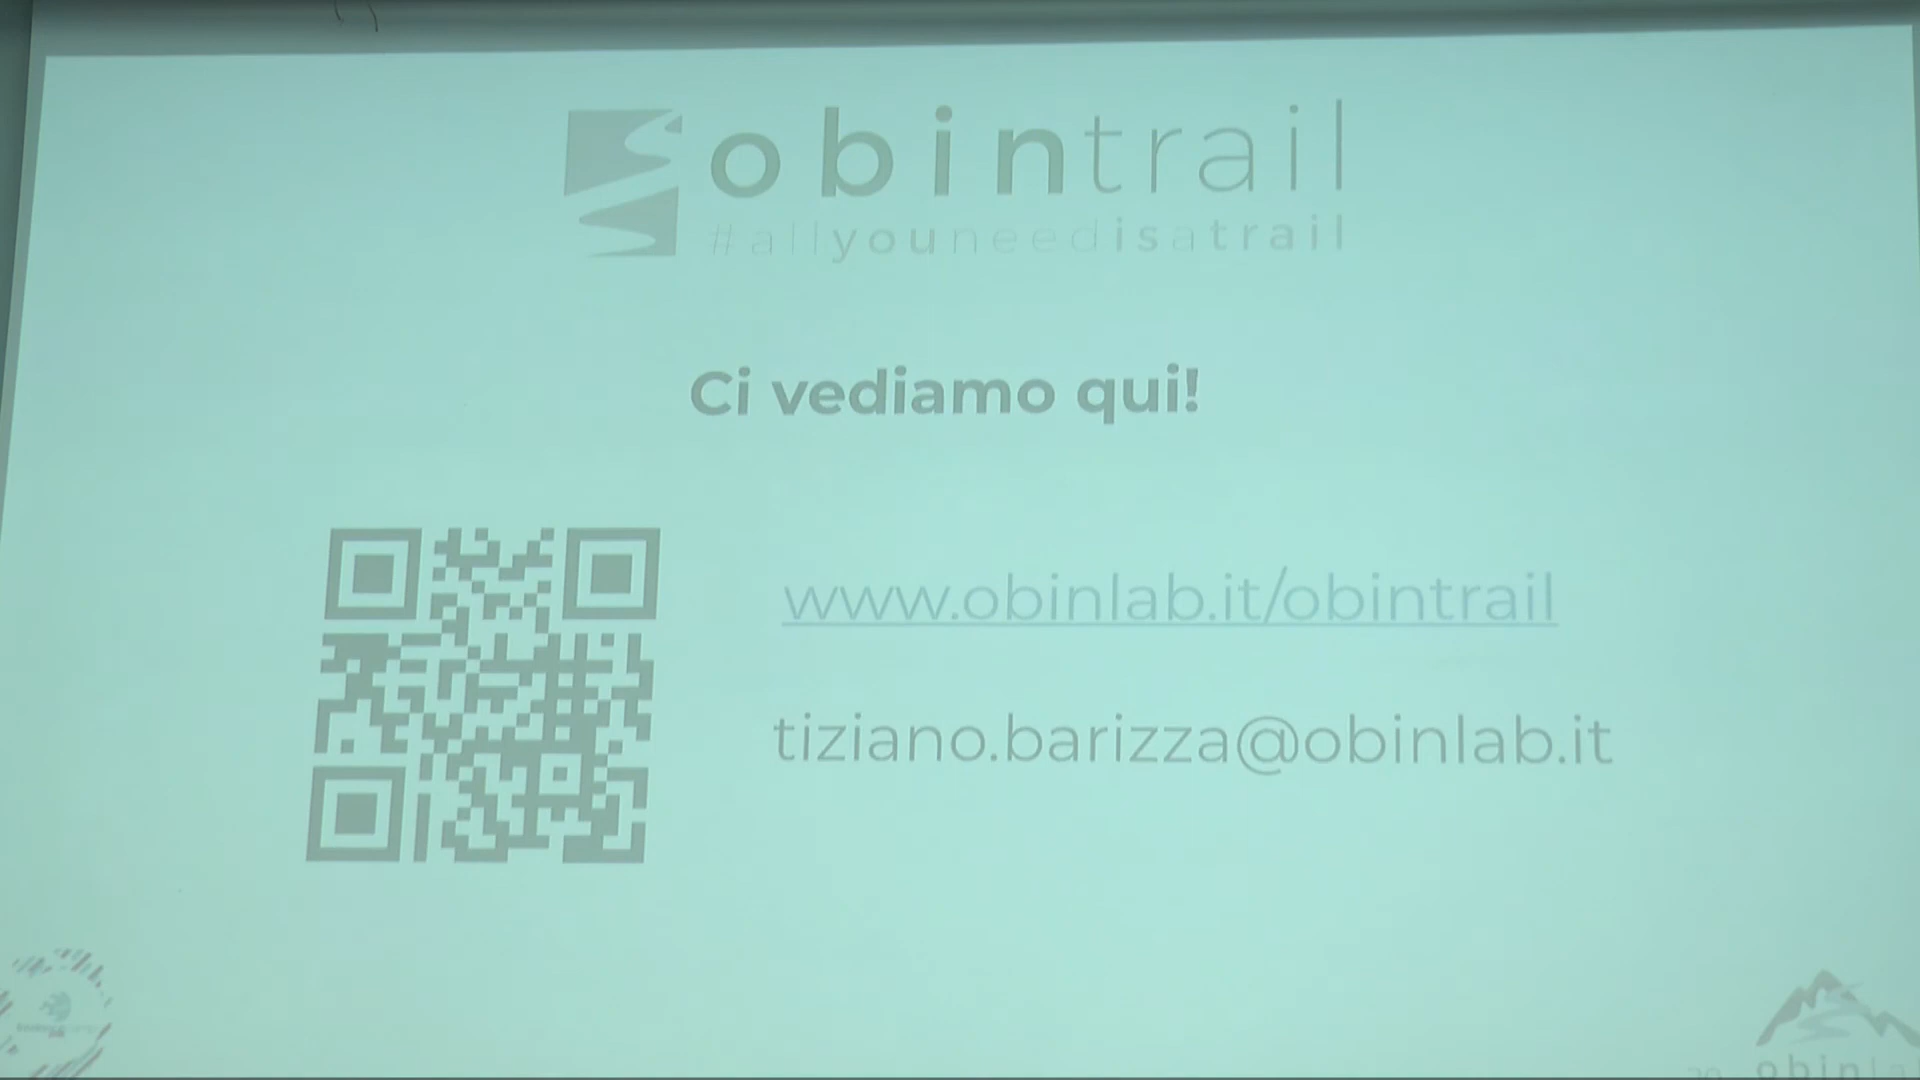 obintrail
#allyouneedisatrail
Ci vediamo qui!
www.obinlab.it/obintrail
tiziano.barizza@obinlab.it